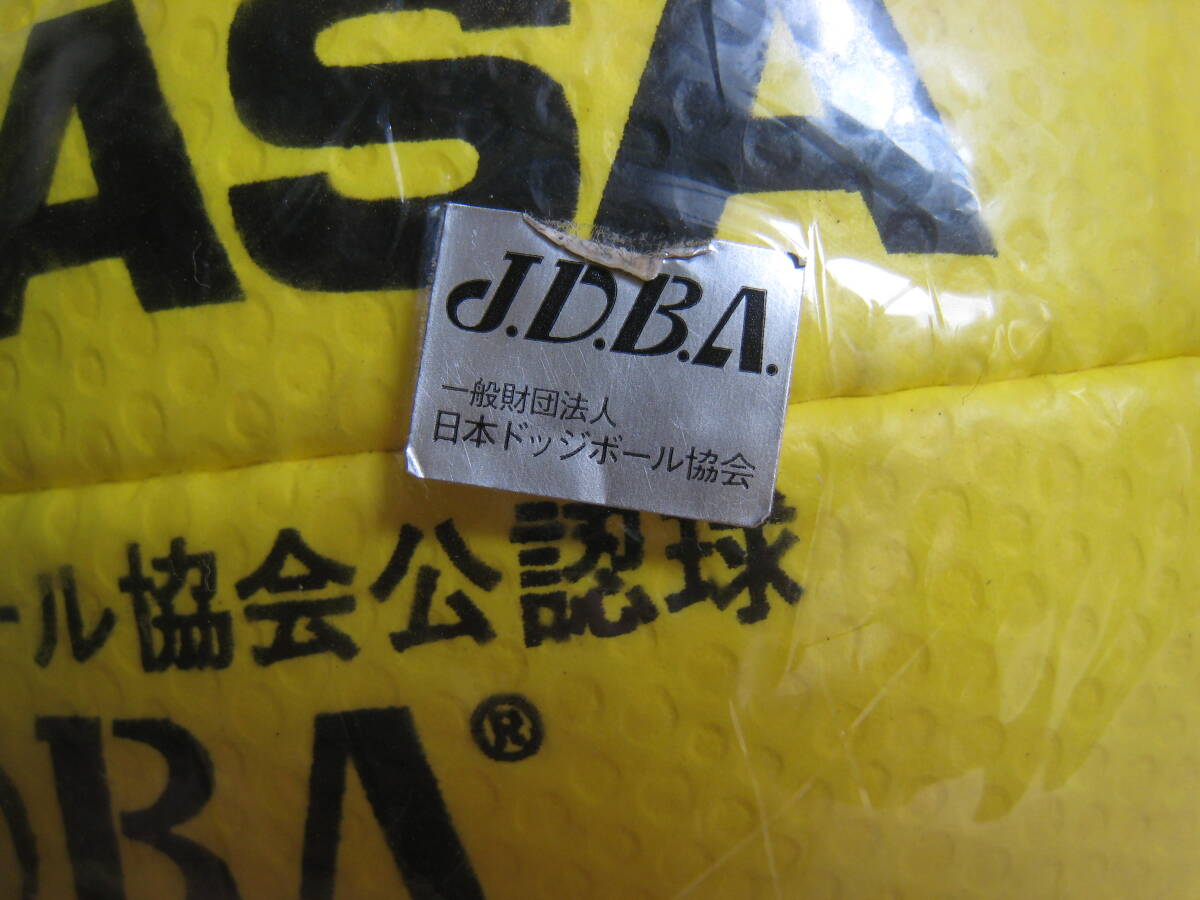 ASA
J.D.B.A.
一般財団法人
日本ドッジボール協会
ール協会公認球
DBA®